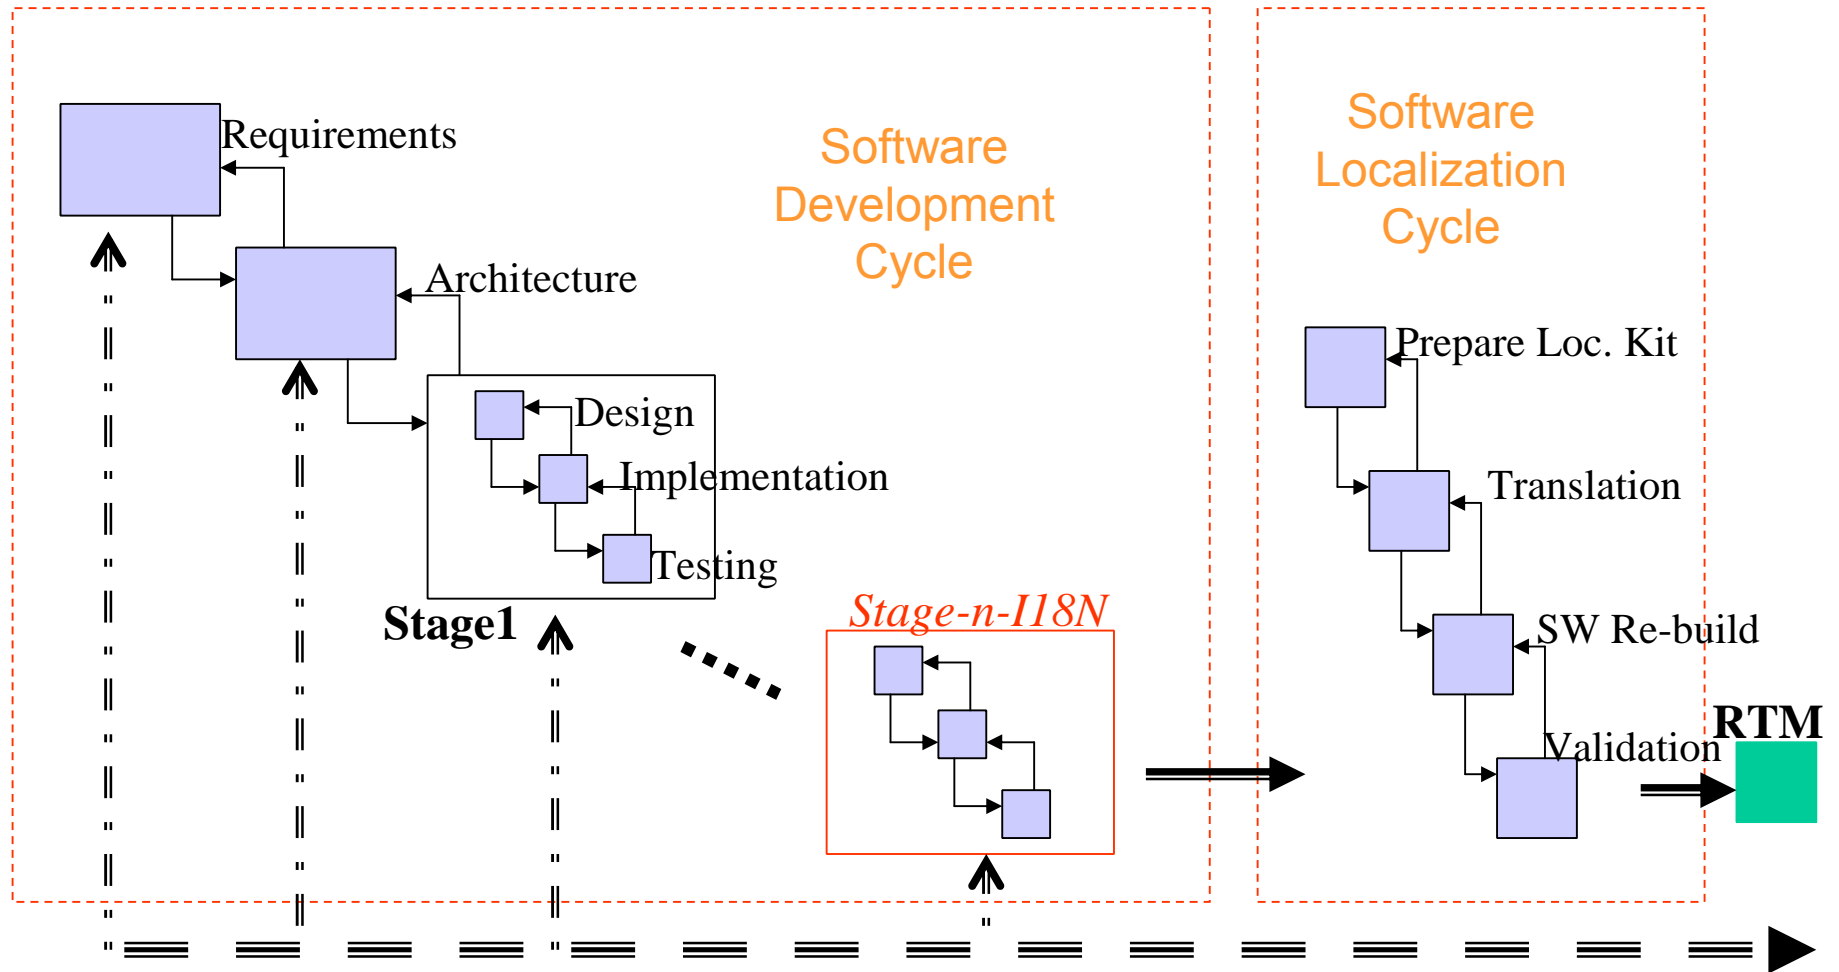 Requirements
Architecture
Design
Implementation
Testing
Stage1
Stage-n-I18N
Software
Development
Cycle
Software
Localization
Cycle
Prepare Loc. Kit
Translation
SW Re-build
Validation
RTM